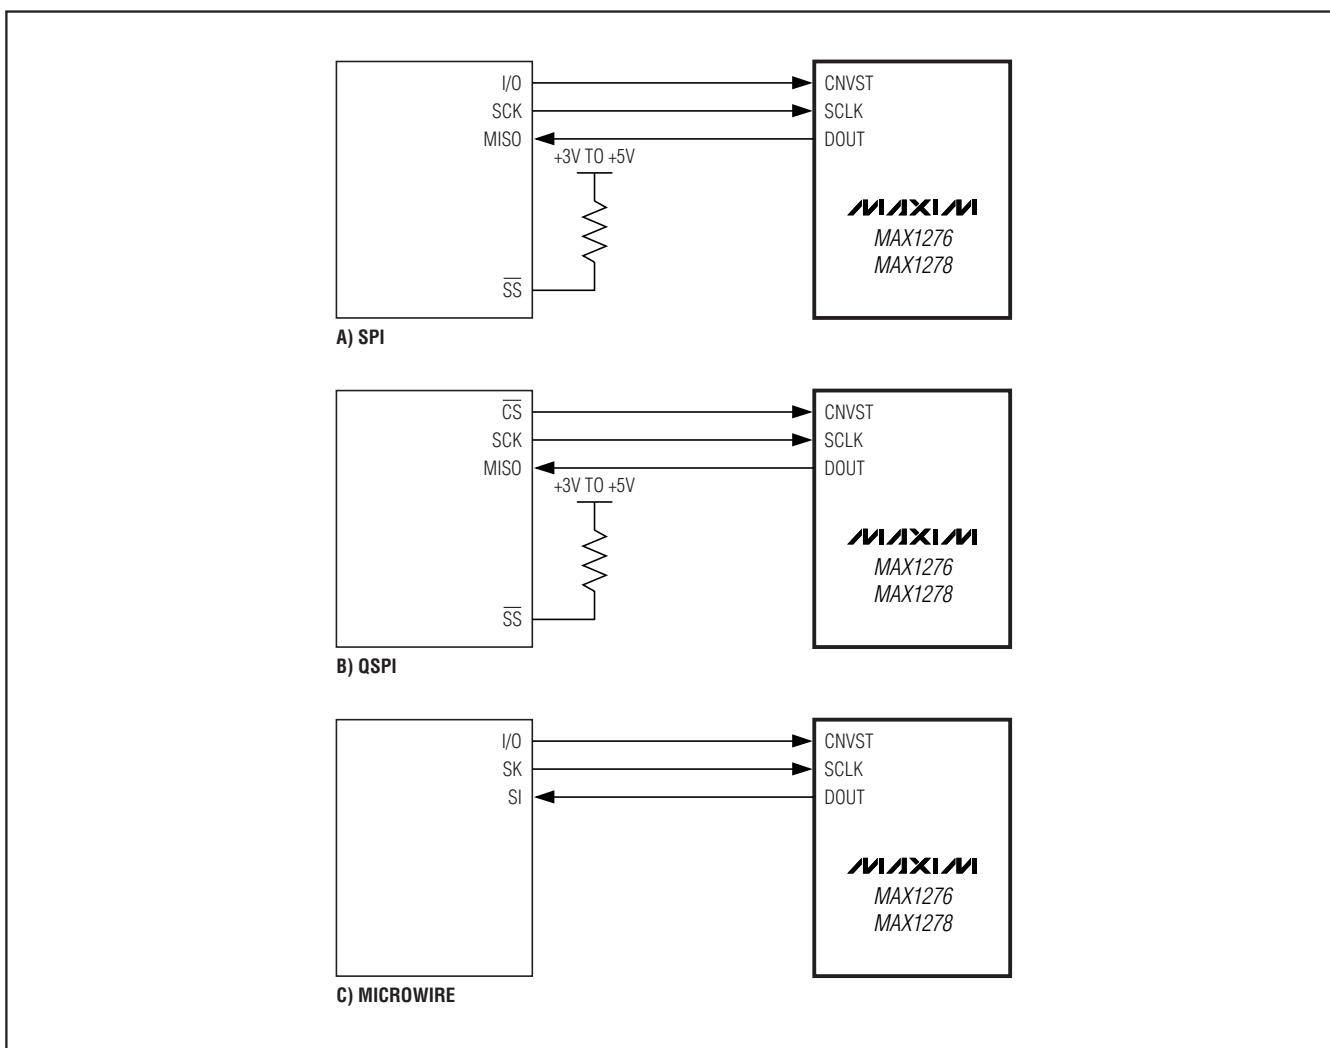 I/O
SCK
MISO
+3V TO +5V
SS
CNVST
SCLK
DOUT
MAXIM
MAX1276
MAX1278
A) SPI
CS
SCK
MISO
+3V TO +5V
SS
CNVST
SCLK
DOUT
MAXIM
MAX1276
MAX1278
B) QSPI
I/O
SK
SI
CNVST
SCLK
DOUT
MAXIM
MAX1276
MAX1278
C) MICROWIRE